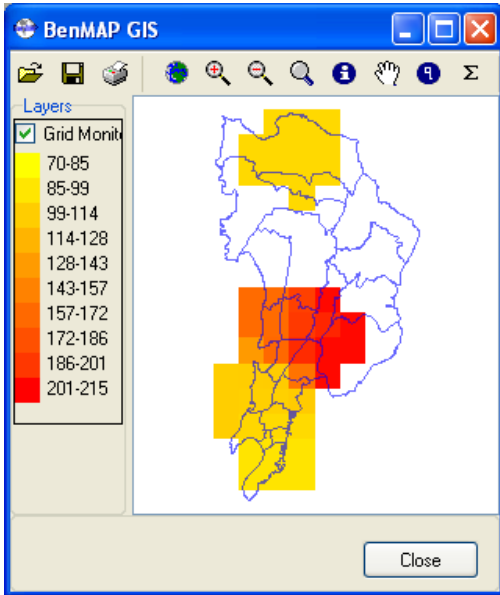 BenMAP GIS
Layers
Grid Monito
70-85
85-99
99-114
114-128
128-143
143-157
157-172
172-186
186-201
201-215
Close